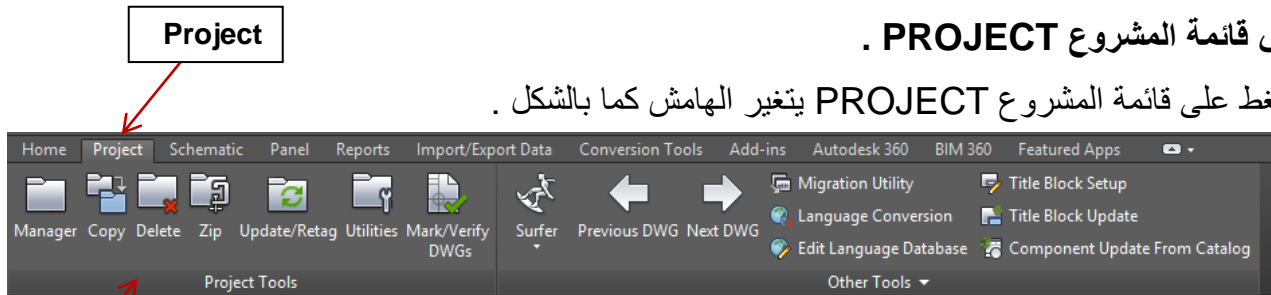 قائمة المشروع PROJECT .
Project
على قائمة المشروع PROJECT يتغير الهامش كما بالشكل .
Home Project Schematic Panel Reports Import/Export Data Conversion Tools Add-ins Autodesk 360 BIM 360 Featured Apps
Manager Copy Delete Zip Update/Retag Utilities Mark/Verify DWGs
Surfer Previous DWG Next DWG
Migration Utility
Language Conversion
Edit Language Database
Title Block Setup
Title Block Update
Component Update From Catalog
Project Tools
Other Tools